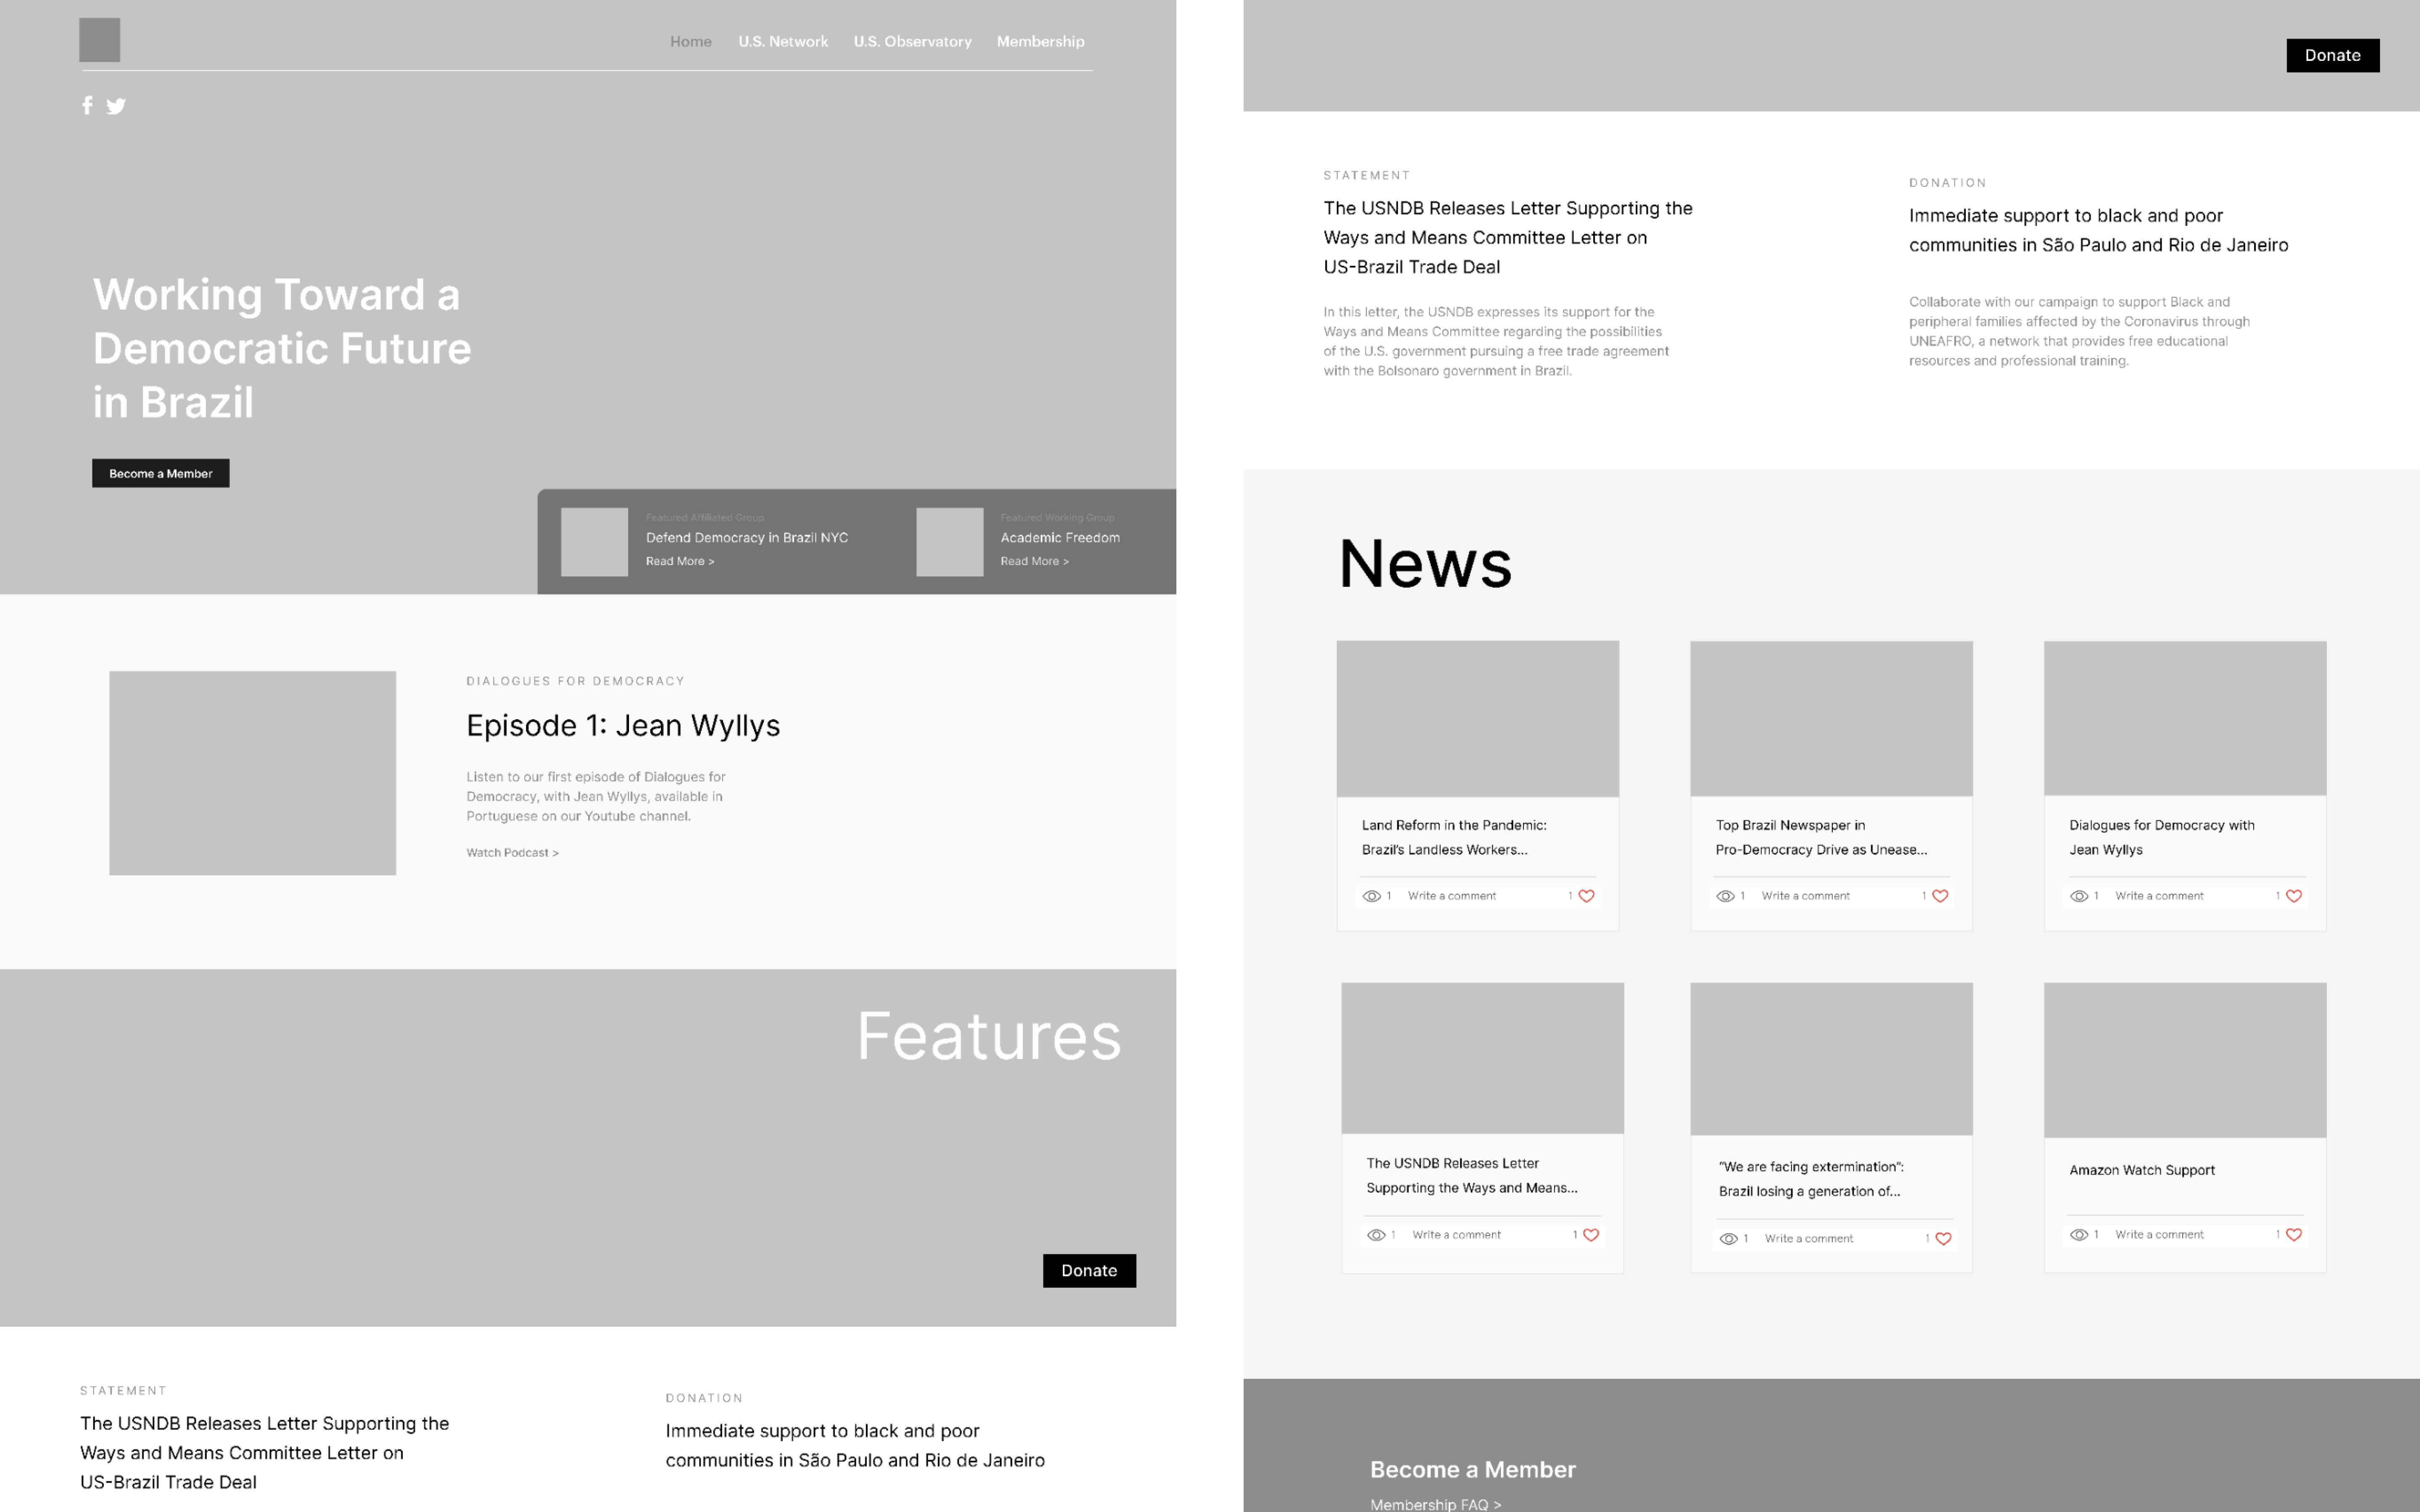 Home U.S. Network U.S. Observatory Membership
Working Toward a
Democratic Future
in Brazil
Become a Member
Featured Affiliated Group
Defend Democracy in Brazil NYC
Read More >
Featured Working Group
Academic Freedom
Read More >
DIALOGUES FOR DEMOCRACY
Episode 1: Jean Wyllys
Listen to our first episode of Dialogues for
Democracy, with Jean Wyllys, available in
Portuguese on our Youtube channel.
Watch Podcast >
Features
Donate
STATEMENT
The USNDB Releases Letter Supporting the
Ways and Means Committee Letter on
US-Brazil Trade Deal
DONATION
Immediate support to black and poor
communities in São Paulo and Rio de Janeiro
Donate
STATEMENT
The USNDB Releases Letter Supporting the
Ways and Means Committee Letter on
US-Brazil Trade Deal
In this letter, the USNDB expresses its support for the
Ways and Means Committee regarding the possibilities
of the U.S. government pursuing a free trade agreement
with the Bolsonaro government in Brazil.
DONATION
Immediate support to black and poor
communities in São Paulo and Rio de Janeiro
Collaborate with our campaign to support Black and
peripheral families affected by the Coronavirus through
UNEAFRO, a network that provides free educational
resources and professional training.
News
Land Reform in the Pandemic:
Brazil's Landless Workers...
1 Write a comment 1
Top Brazil Newspaper in
Pro-Democracy Drive as Unease...
1 Write a comment 1
Dialogues for Democracy with
Jean Wyllys
1 Write a comment 1
The USNDB Releases Letter
Supporting the Ways and Means...
1 Write a comment 1
"We are facing extermination":
Brazil losing a generation of...
1 Write a comment 1
Amazon Watch Support
1 Write a comment 1
Become a Member
Membership FAQ >